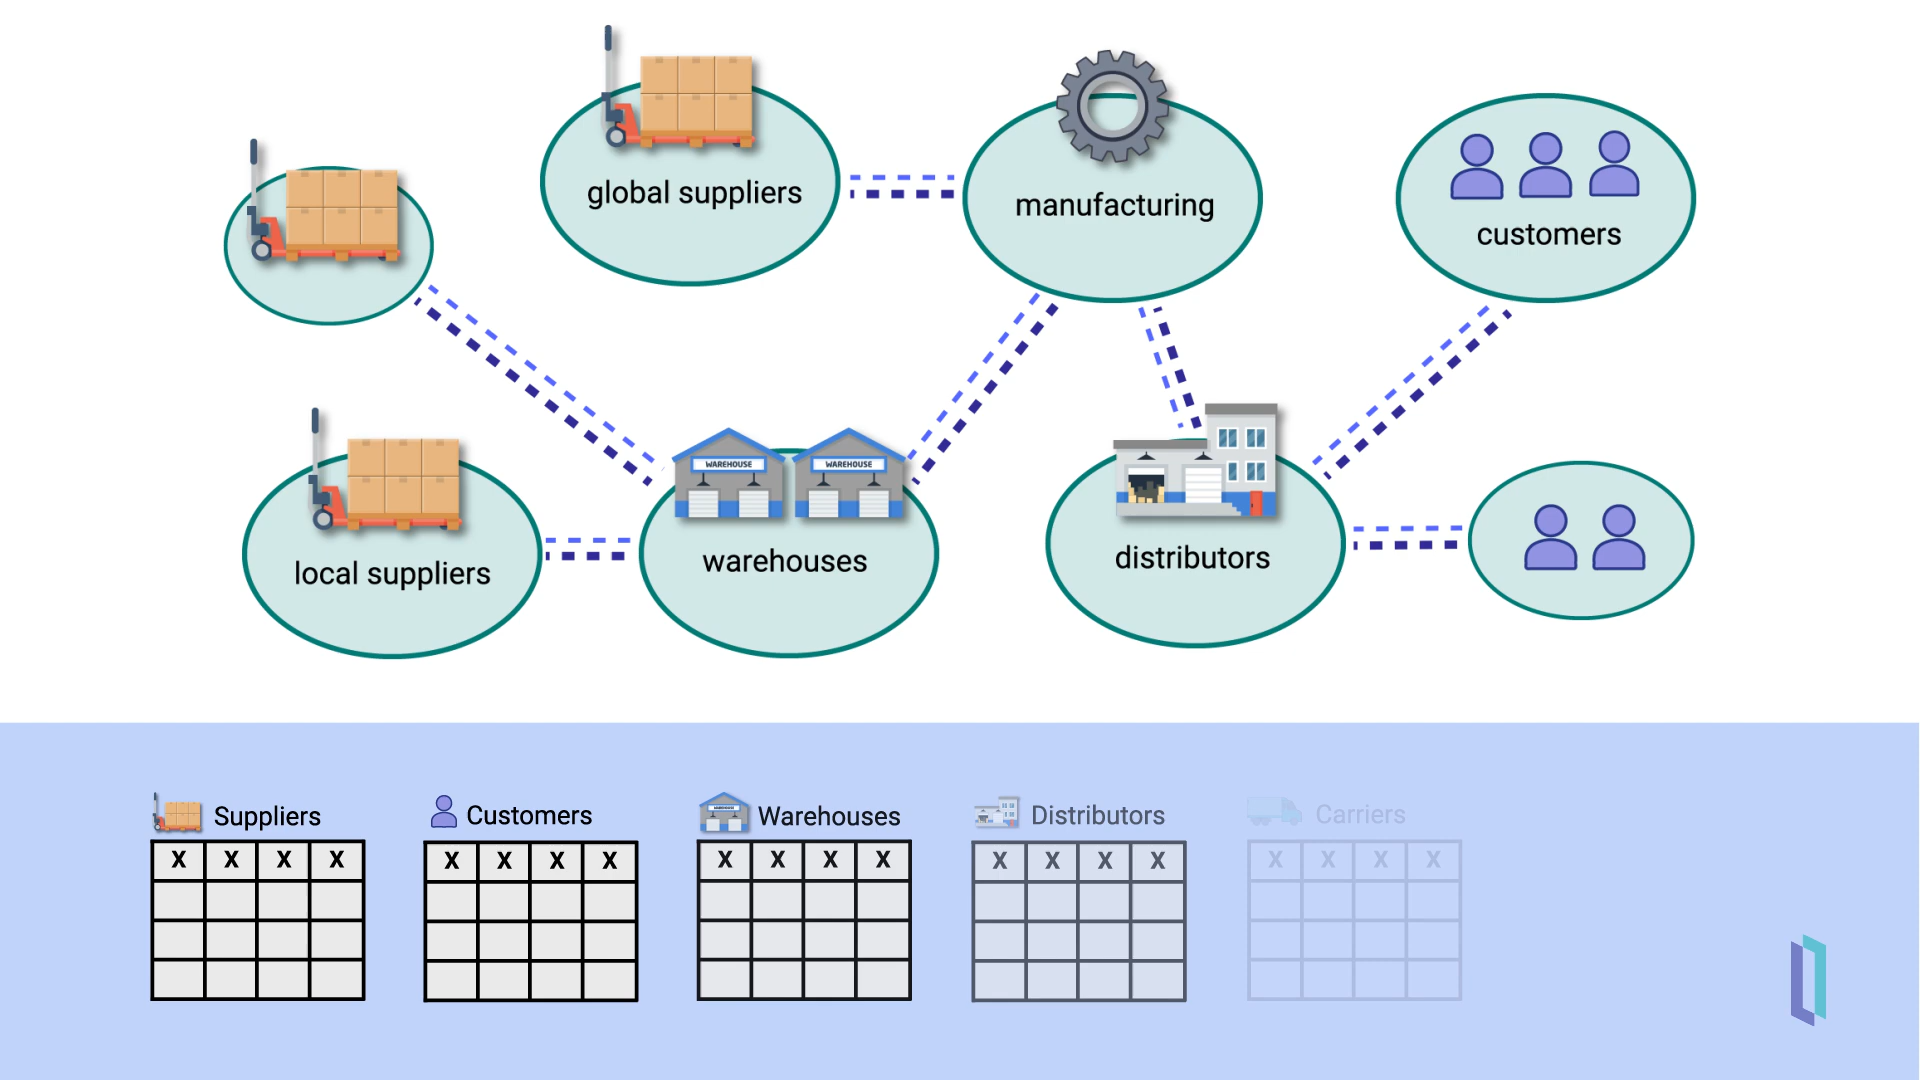 global suppliers
manufacturing
customers
WAREHOUSE
WAREHOUSE
local suppliers
warehouses
distributors
Suppliers
Customers
Warehouses
Distributors
Carriers
X X X X
X X X X
X X X X
X X X X
X X X X